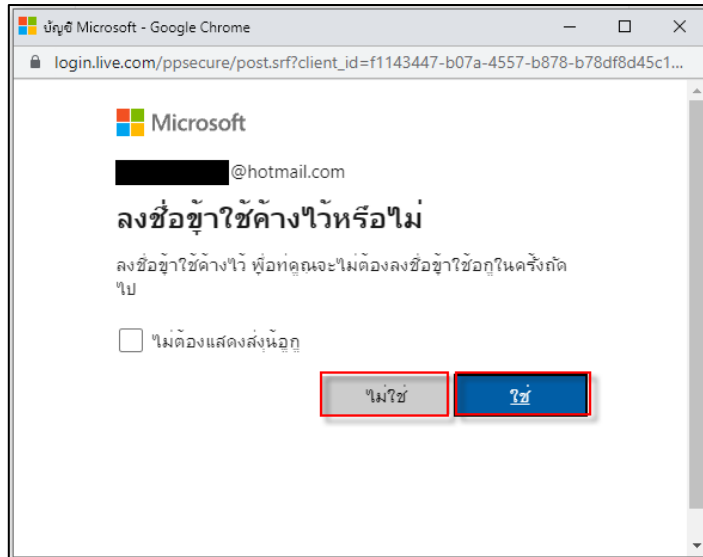 บัญชี Microsoft - Google Chrome
login.live.com/ppsecure/post.srf?client_id=f1143447-b07a-4557-b878-b78df8d45c1...
Microsoft
@hotmail.com
ลงชื่อขุ้าใช้ค้างไว้หรือไม่
ลงชื่อขุ้าใช้ค้างไว้ พุ่อท่คุณจะไม่ต้องลงชื่อขุ้าใช้อกูในครั้งถัด
ไป
ไม่ต้องแสดงส่งุน้อกู
ไม่ใช่
ใช่